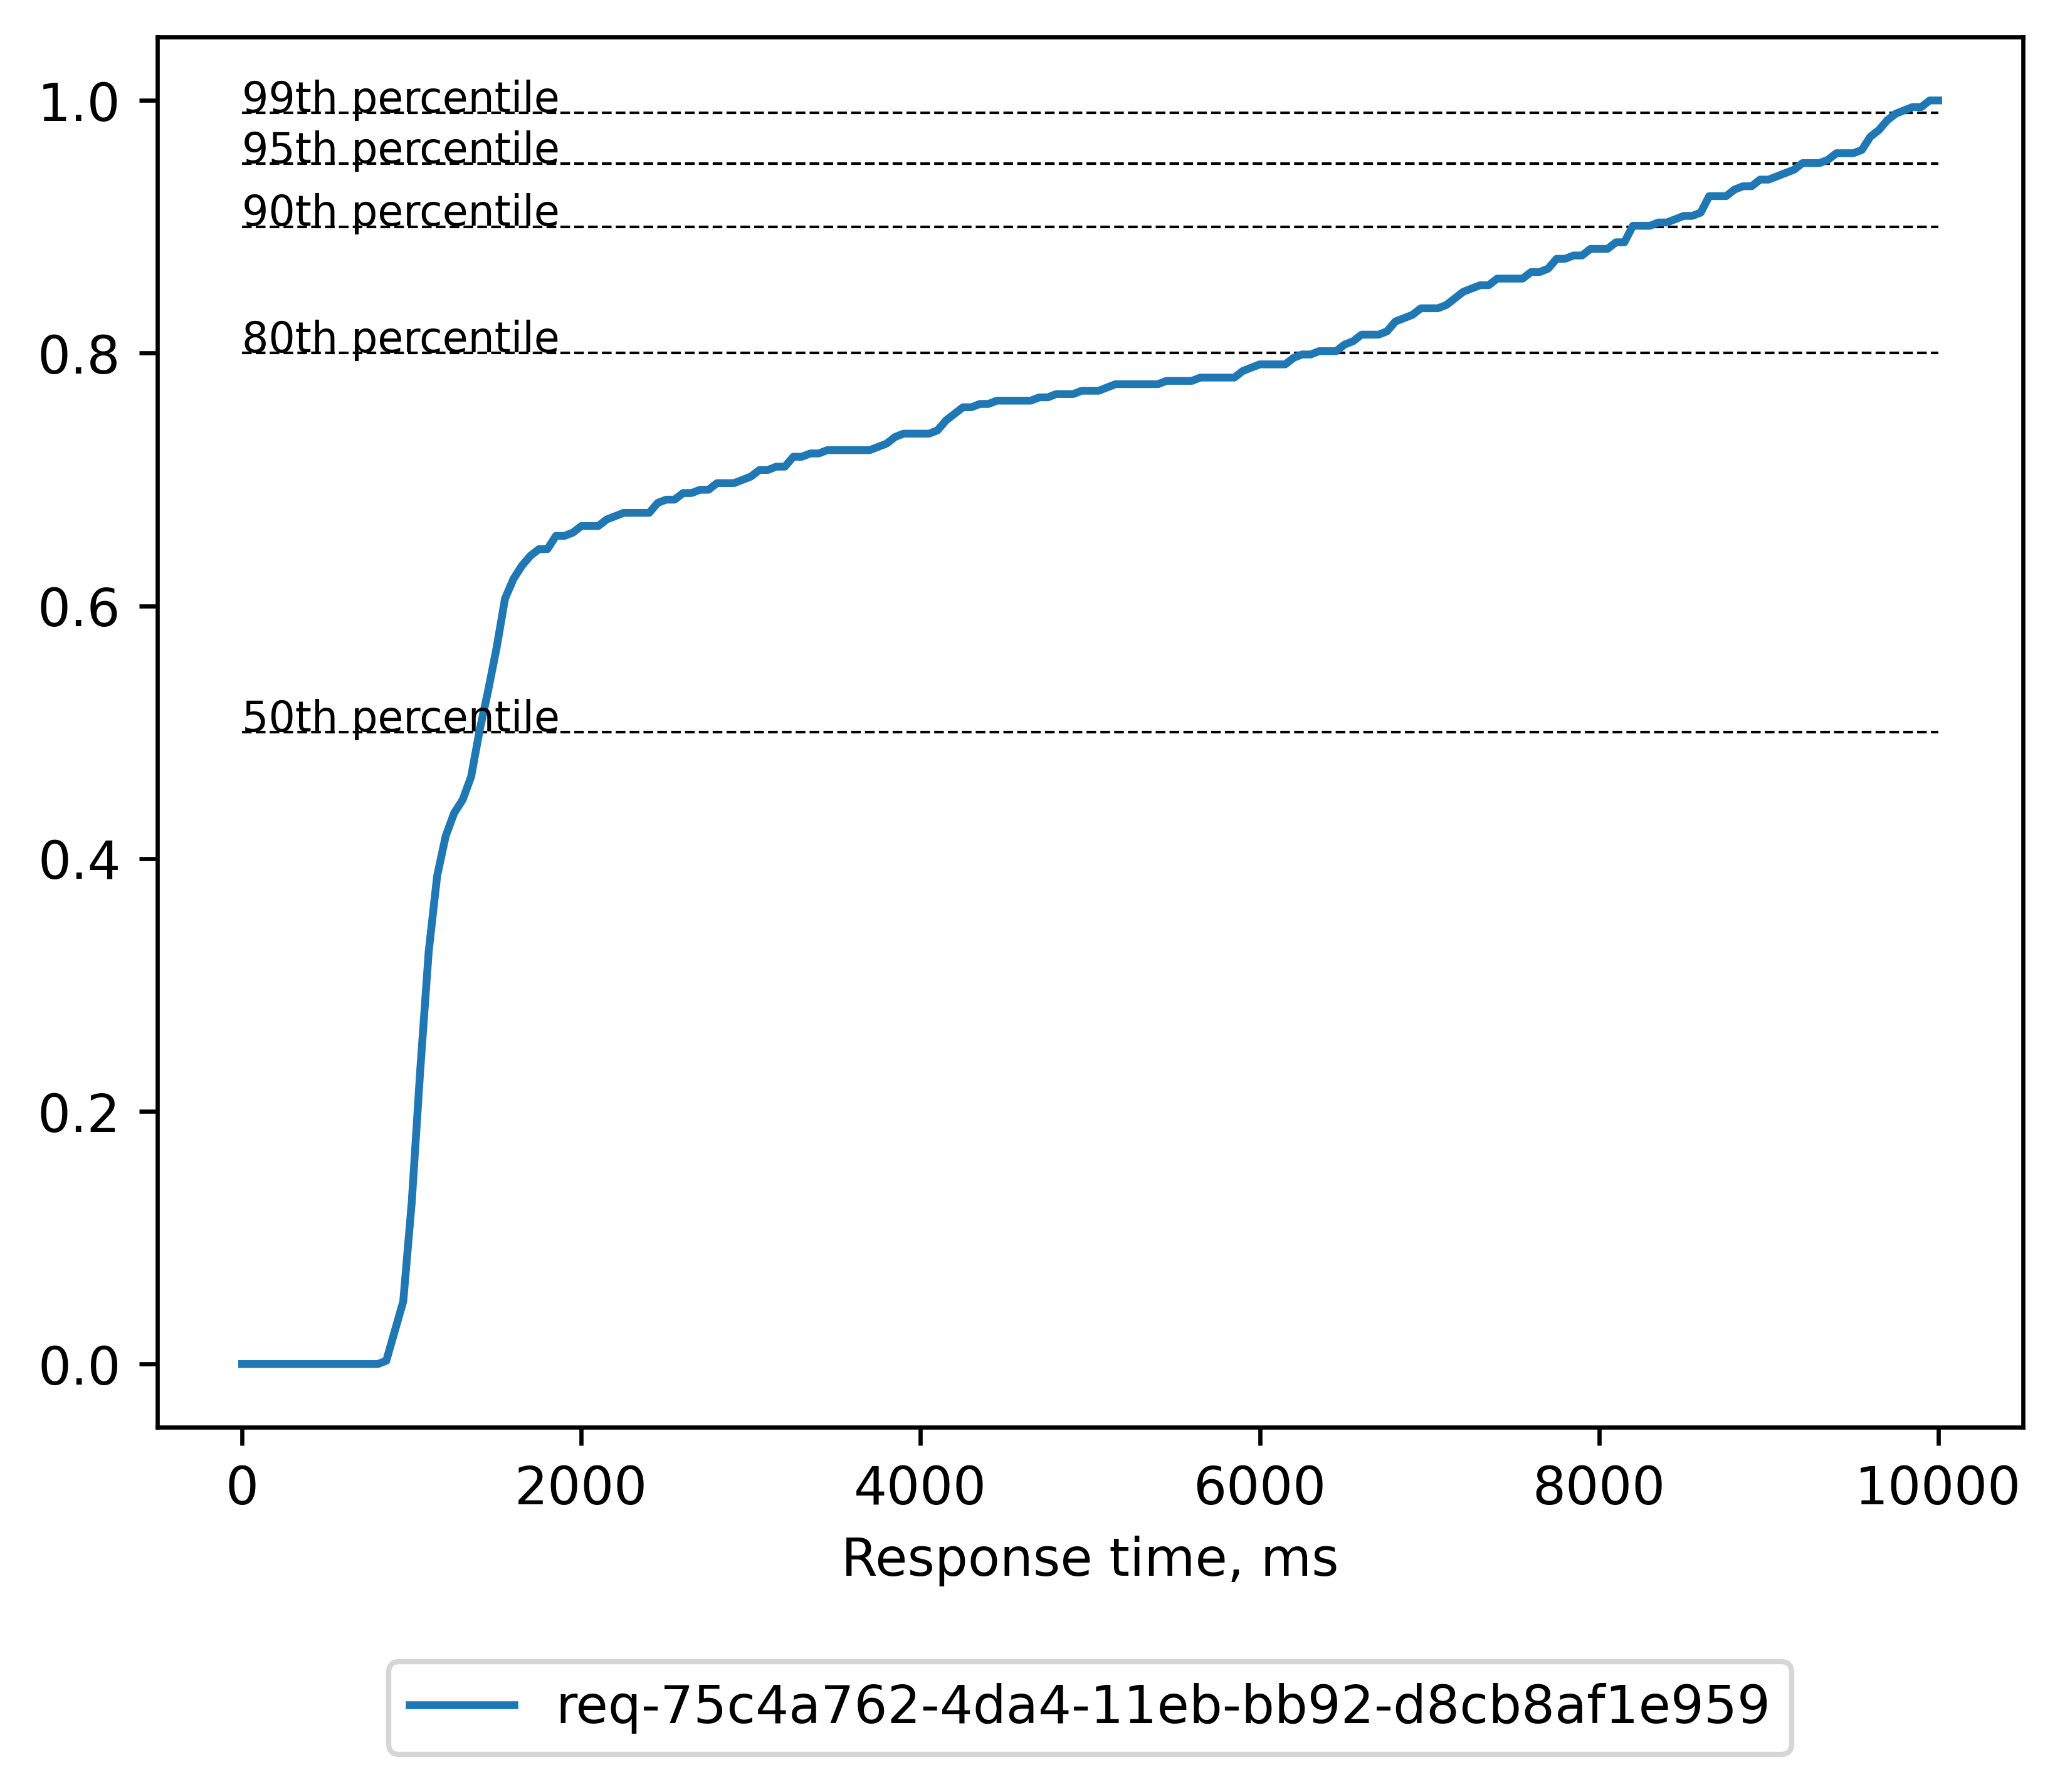 99th percentile
1.0
95th percentile
90th percentile
80th percentile
0.8
0.6
50th percentile
0.4
0.2
0.0
0 2000 4000 6000 8000 10000
Response time, ms
req-75c4a762-4da4-11eb-bb92-d8cb8af1e959